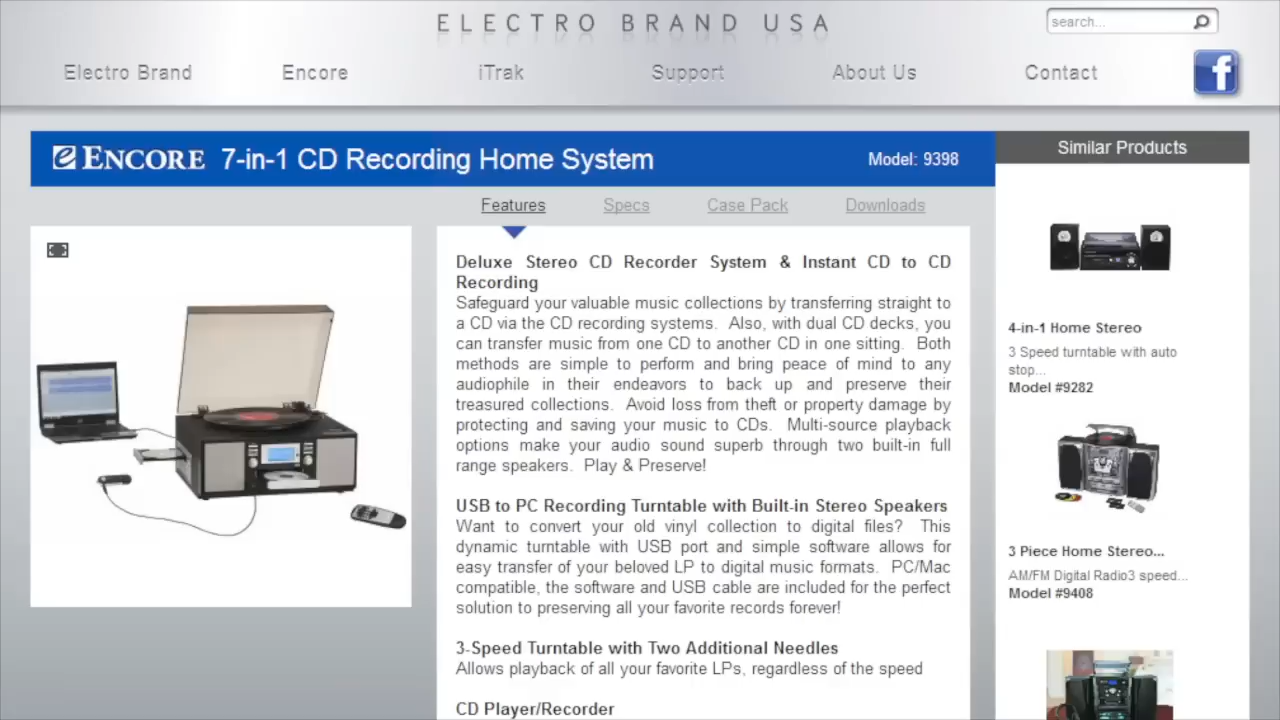 ELECTRO BRAND USA
search...
Electro Brand
Encore
iTrak
Support
About Us
Contact
f
e ENCORE 7-in-1 CD Recording Home System
Model: 9398
Features
Specs
Case Pack
Downloads
Deluxe Stereo CD Recorder System & Instant CD to CD
Recording
Safeguard your valuable music collections by transferring straight to
a CD via the CD recording systems. Also, with dual CD decks, you
can transfer music from one CD to another CD in one sitting. Both
methods are simple to perform and bring peace of mind to any
audiophile in their endeavors to back up and preserve their
treasured collections. Avoid loss from theft or property damage by
protecting and saving your music to CDs. Multi-source playback
options make your audio sound superb through two built-in full
range speakers. Play & Preserve!
USB to PC Recording Turntable with Built-in Stereo Speakers
Want to convert your old vinyl collection to digital files? This
dynamic turntable with USB port and simple software allows for
easy transfer of your beloved LP to digital music formats. PC/Mac
compatible, the software and USB cable are included for the perfect
solution to preserving all your favorite records forever!
3-Speed Turntable with Two Additional Needles
Allows playback of all your favorite LPs, regardless of the speed
CD Player/Recorder
Similar Products
4-in-1 Home Stereo
3 Speed turntable with auto
stop...
Model #9282
3 Piece Home Stereo...
AM/FM Digital Radio3 speed...
Model #9408